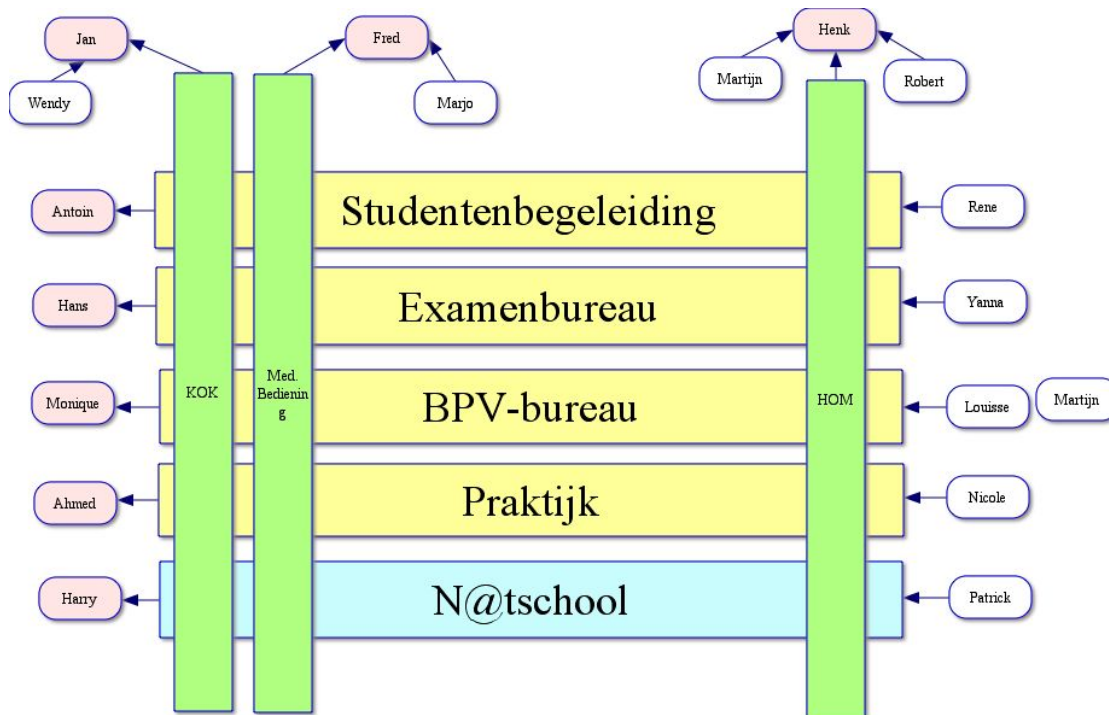 Jan
Fred
Henk
Wendy
Marjo
Martijn
Robert
Antoin
Studentenbegeleiding
Rene
Hans
Examenbureau
Yanna
Monique
KOK
Med.
Bedienin
g
BPV-bureau
HOM
Louisse
Martijn
Ahmed
Praktijk
Nicole
Harry
N@tschool
Patrick